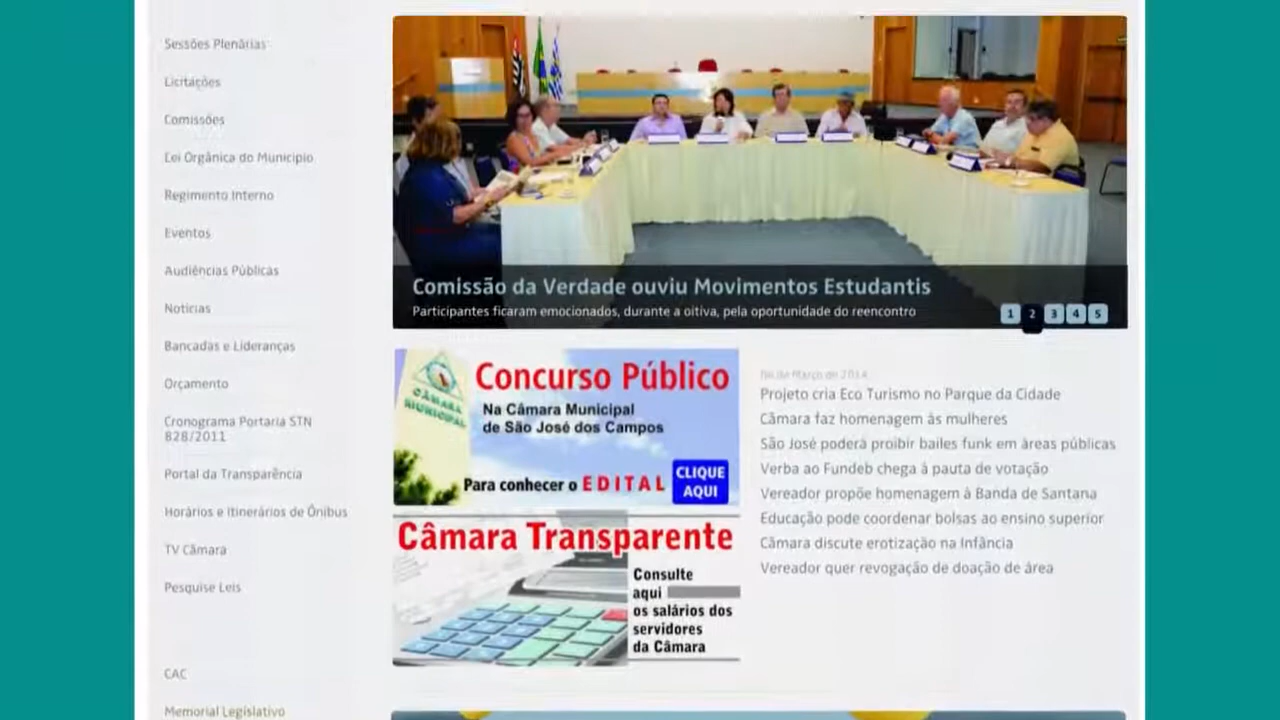 Sessões Plenárias
Licitações
Comissões
Lei Orgânica do Município
Regimento Interno
Eventos
Audiências Públicas
Notícias
Bancadas e Lideranças
Orçamento
Cronograma Portaria STN
828/2011
Portal da Transparência
Horários e Itinerários de Ônibus
TV Câmara
Pesquise Leis
CAC
Memorial Legislativo
Comissão da Verdade ouviu Movimentos Estudantis
Participantes ficaram emocionados, durante a oitiva, pela oportunidade do reencontro
1 2 3 4 5
CÂMARA
MUNICIPAL
Concurso Público
Na Câmara Municipal
de São José dos Campos
Para conhecer o EDITAL
CLIQUE
AQUI
Câmara Transparente
Consulte
aqui
os salários dos
servidores
da Câmara
de Março de 2014
Projeto cria Eco Turismo no Parque da Cidade
Câmara faz homenagem às mulheres
São José poderá proibir bailes funk em áreas públicas
Verba ao Fundeb chega à pauta de votação
Vereador propõe homenagem à Banda de Santana
Educação pode coordenar bolsas ao ensino superior
Câmara discute erotização na Infância
Vereador quer revogação de doação de área